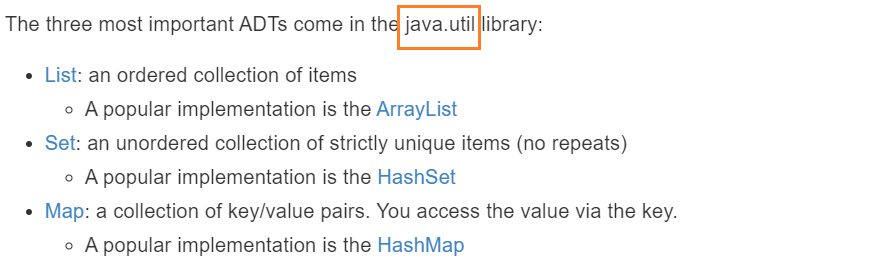 The three most important ADTs come in the java.util library:
• List: an ordered collection of items
◦ A popular implementation is the ArrayList
• Set: an unordered collection of strictly unique items (no repeats)
◦ A popular implementation is the HashSet
• Map: a collection of key/value pairs. You access the value via the key.
◦ A popular implementation is the HashMap